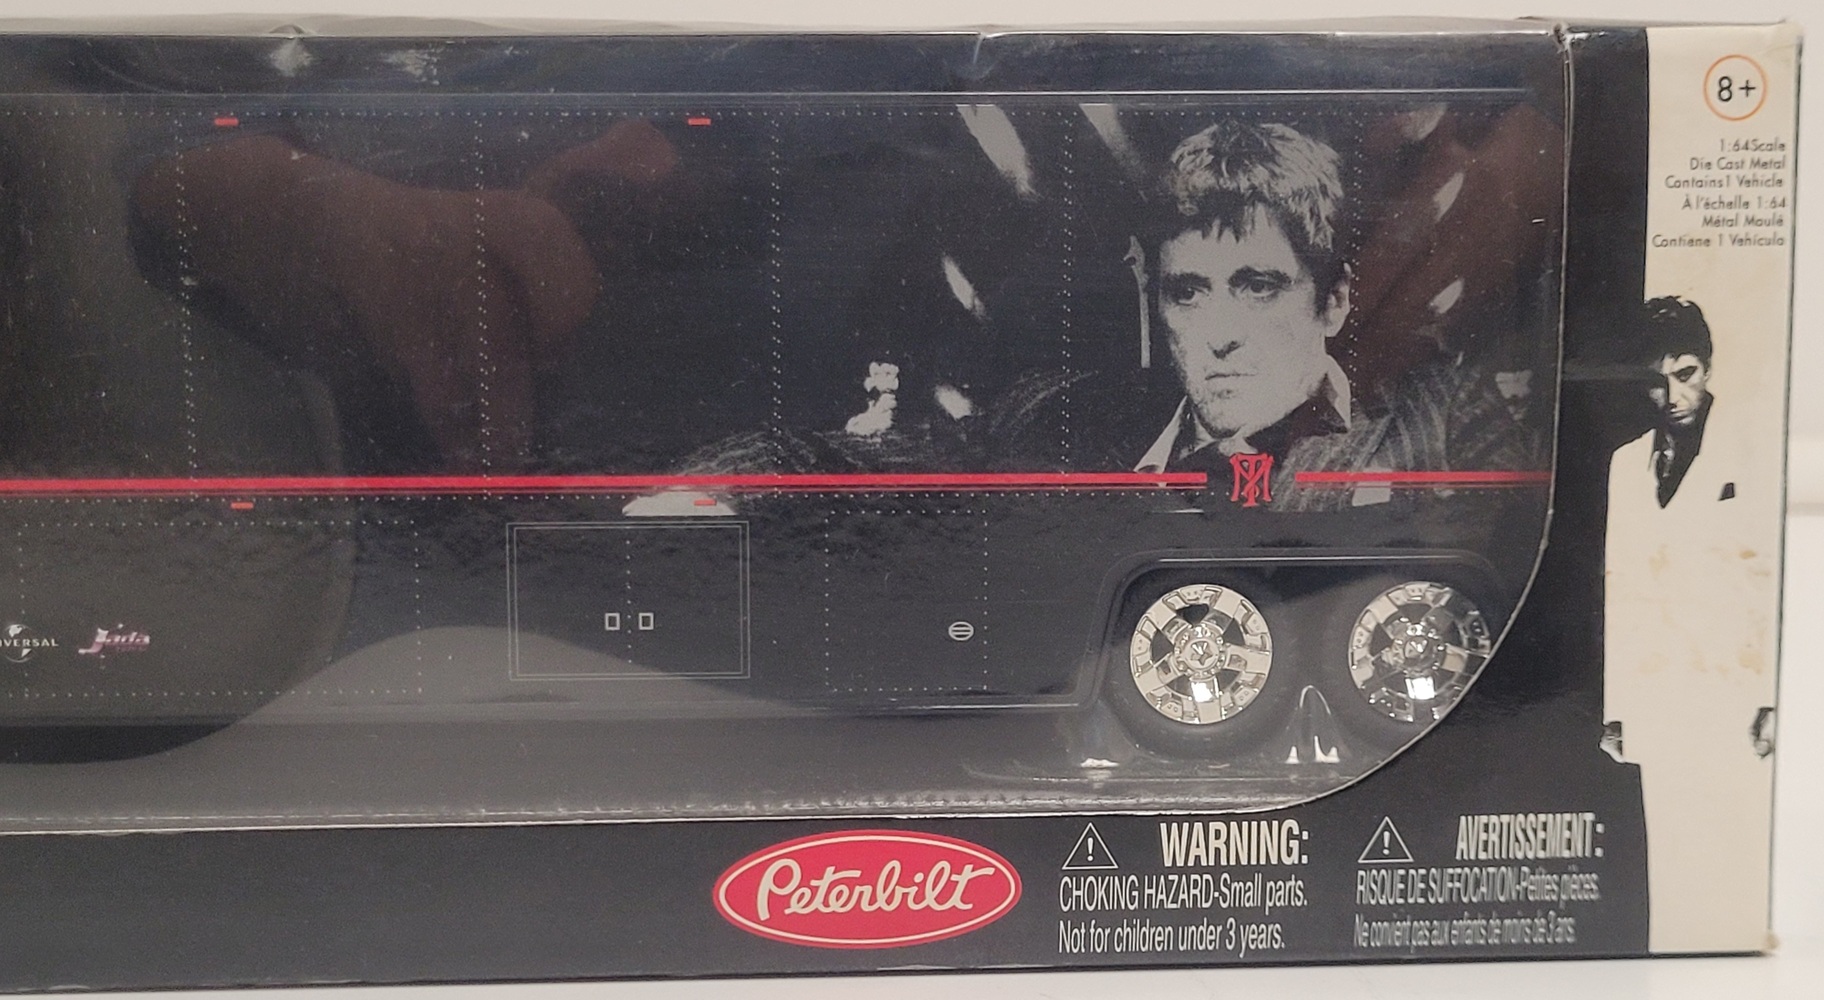 8+
1:64Scale
Die Cast Metal
Contains1 Vehicle
À l'échelle 1:64
Métal Moulé
Contiene 1 Vehículo
TM
VERSAL
Jada
Peterbilt
WARNING:
CHOKING HAZARD-Small parts.
Not for children under 3 years.
AVERTISSEMENT:
RISQUE DE SUFFOCATION-Petites pièces.
Ne convient pas aux enfants de moins de 3 ans.